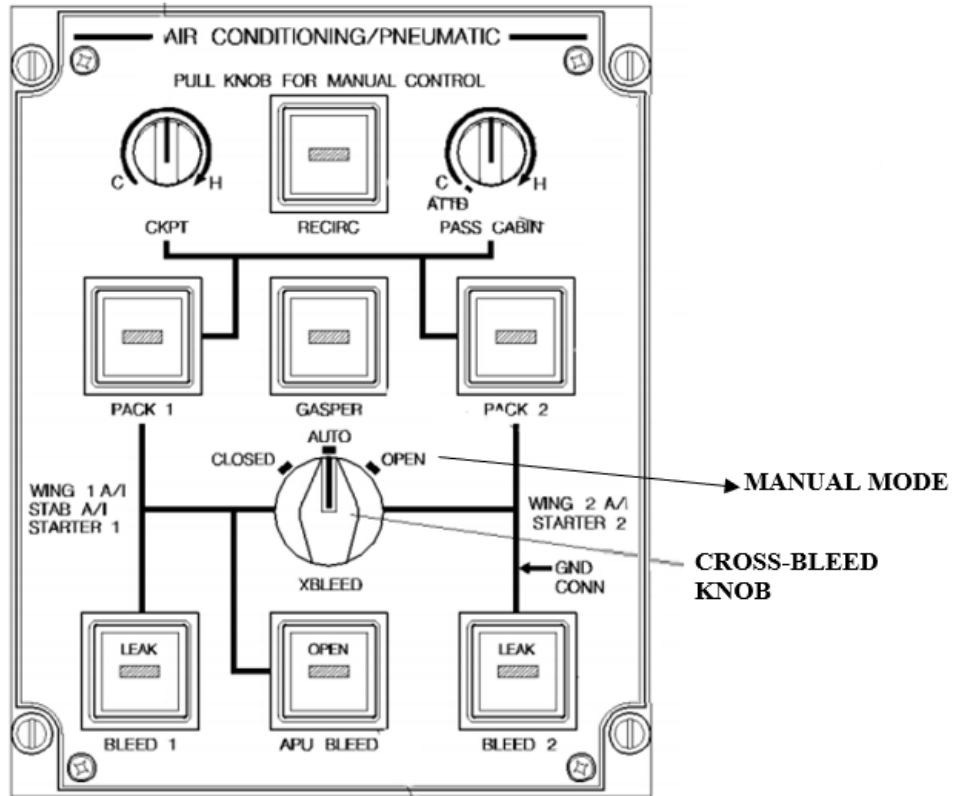 AIR CONDITIONING/PNEUMATIC
PULL KNOB FOR MANUAL CONTROL
C H
C H
ATTD
CKPT RECIRC PASS CABIN
PACK 1 GASPER PACK 2
AUTO
CLOSED OPEN
MANUAL MODE
WING 1 A/I
STAB A/I
STARTER 1
WING 2 A/I
STARTER 2
CROSS-BLEED
KNOB
XBLEED
GND
CONN
LEAK OPEN LEAK
BLEED 1 APU BLEED BLEED 2